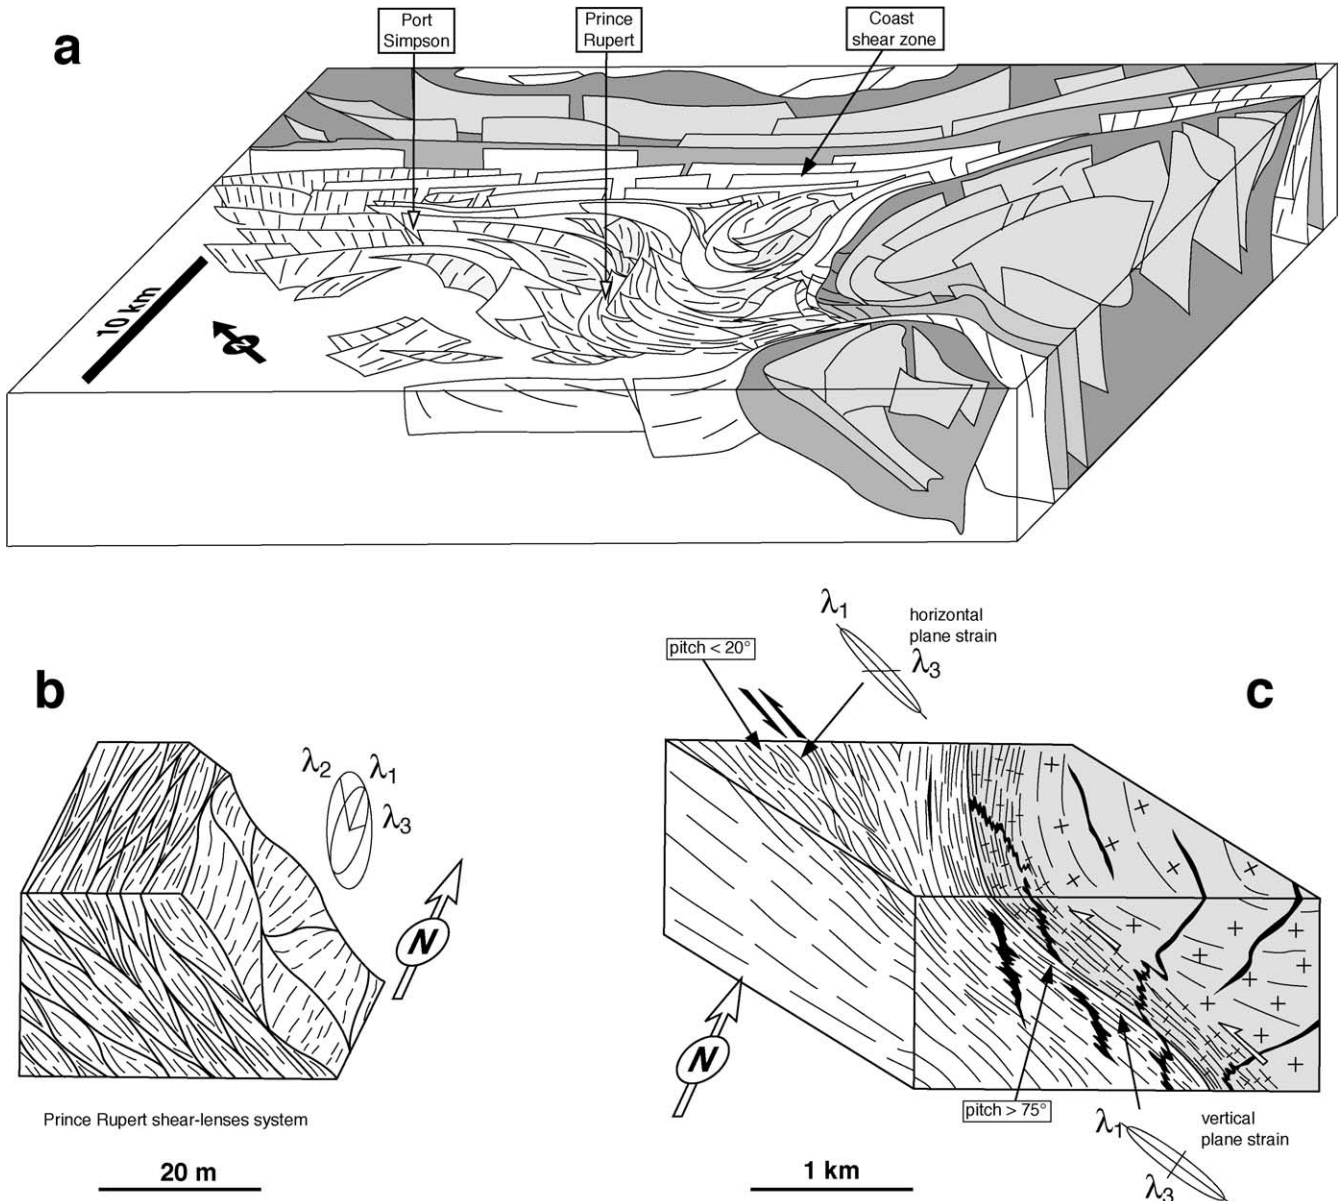 a
Port
Simpson
Prince
Rupert
Coast
shear zone
10 km
b
λ2
λ1
λ3
N
Prince Rupert shear-lenses system
20 m
c
λ1
horizontal
plane strain
λ3
pitch < 20°
N
pitch > 75°
λ1
vertical
plane strain
λ3
1 km